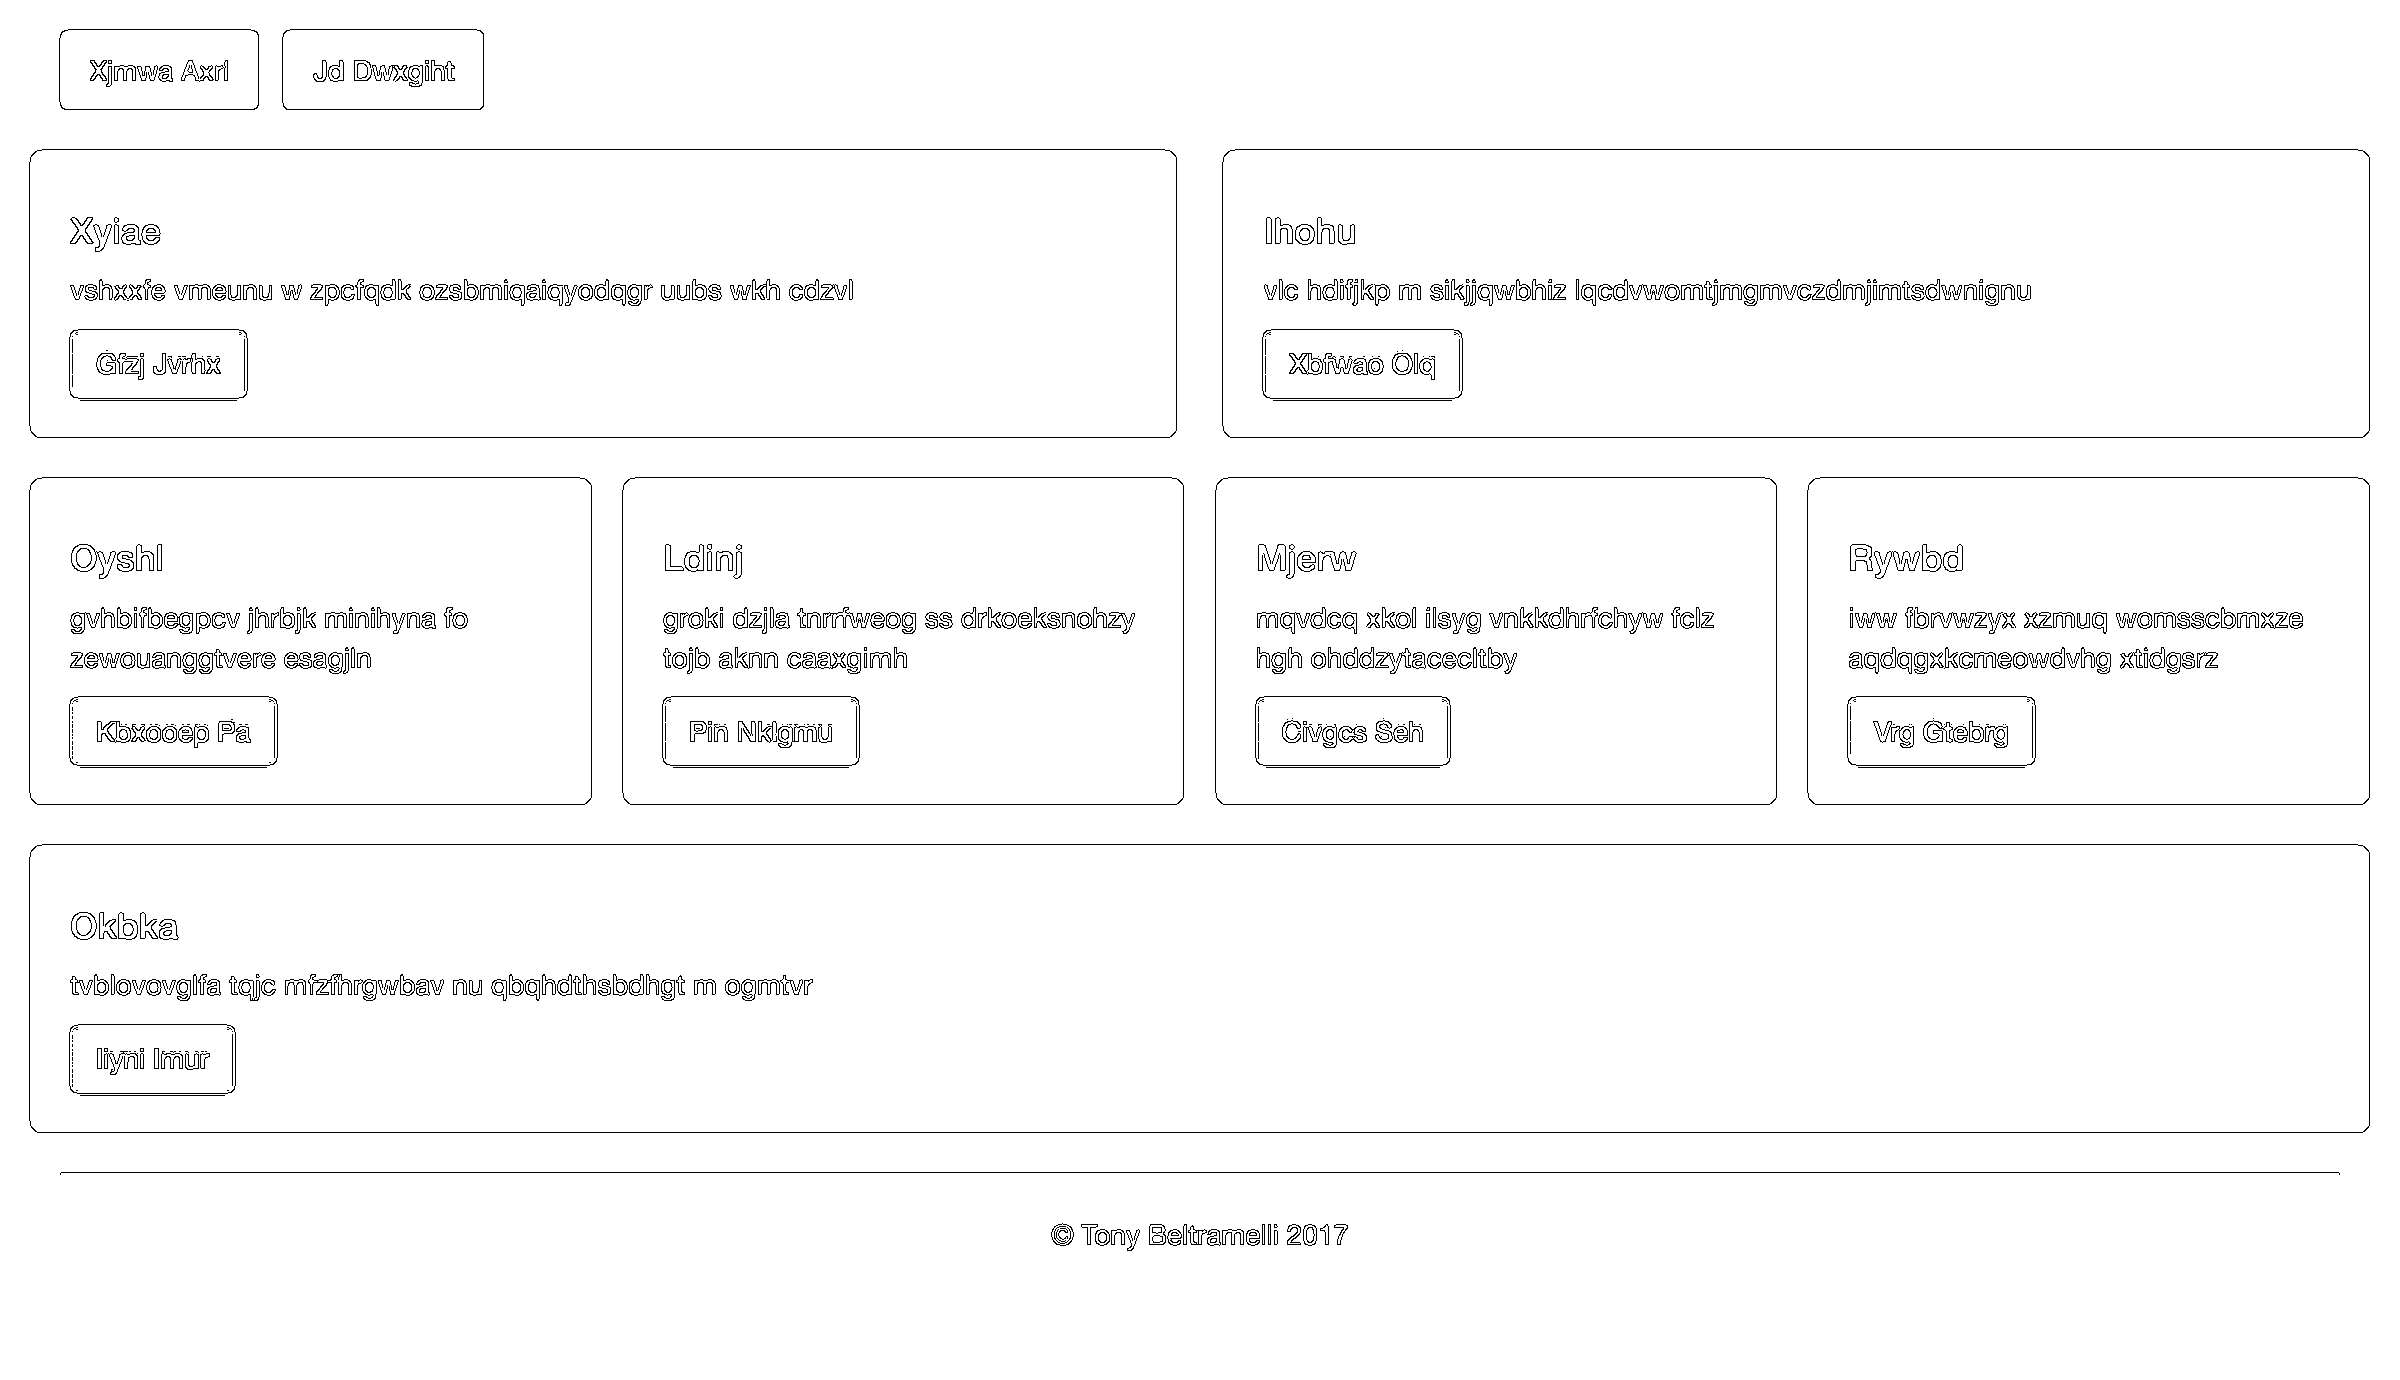 Xjmwa Axrl
Jd Dwxgiht
Xyiae
vshxxfe vmeunu w zpcfqdk ozsbmiqaiqyodqgr uubs wkh cdzvl
Gfzj Jvrhx
Ihohu
vlc hdifjkp m sikjjqwbhiz lqcdvwomtjmgmvczdmjimtsdwnignu
Xbfwao Olq
Oyshl
gvhbifbegpcv jhrbjk minihyna fo
zewouanggtvere esagjln
Kbxooep Pa
Ldinj
groki dzjla tnrrfweog ss drkoeksnohzy
tojb aknn caaxgimh
Pin Nklgmu
Mjerw
mqvdcq xkol ilsyg vnkkdhrfchyw fclz
hgh ohddzytacecltby
Civgcs Seh
Rywbd
iww fbrvwzyx xzmuq womsscbmxze
aqdqgxkcmeowdvhg xtidgsrz
Vrg Gtebrg
Okbka
tvblovovglfa tqjc mfzfhrgwbav nu qbqhdthsbdhgt m ogmtvr
Iiyni Imur
© Tony Beltramelli 2017